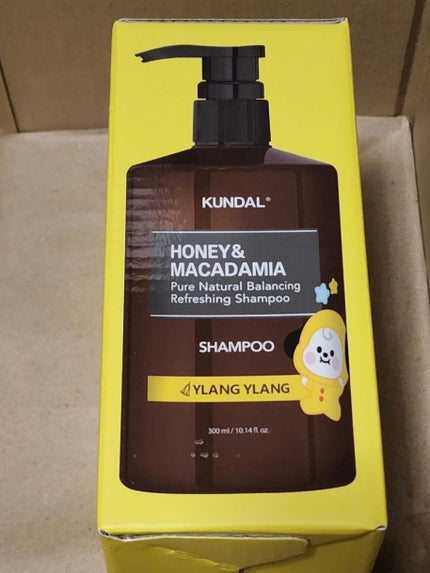 KUNDAL®
HONEY&
MACADAMIA
Pure Natural Balancing
Refreshing Shampoo
SHAMPOO
YLANG YLANG
300 ml / 10.14 fl. oz.